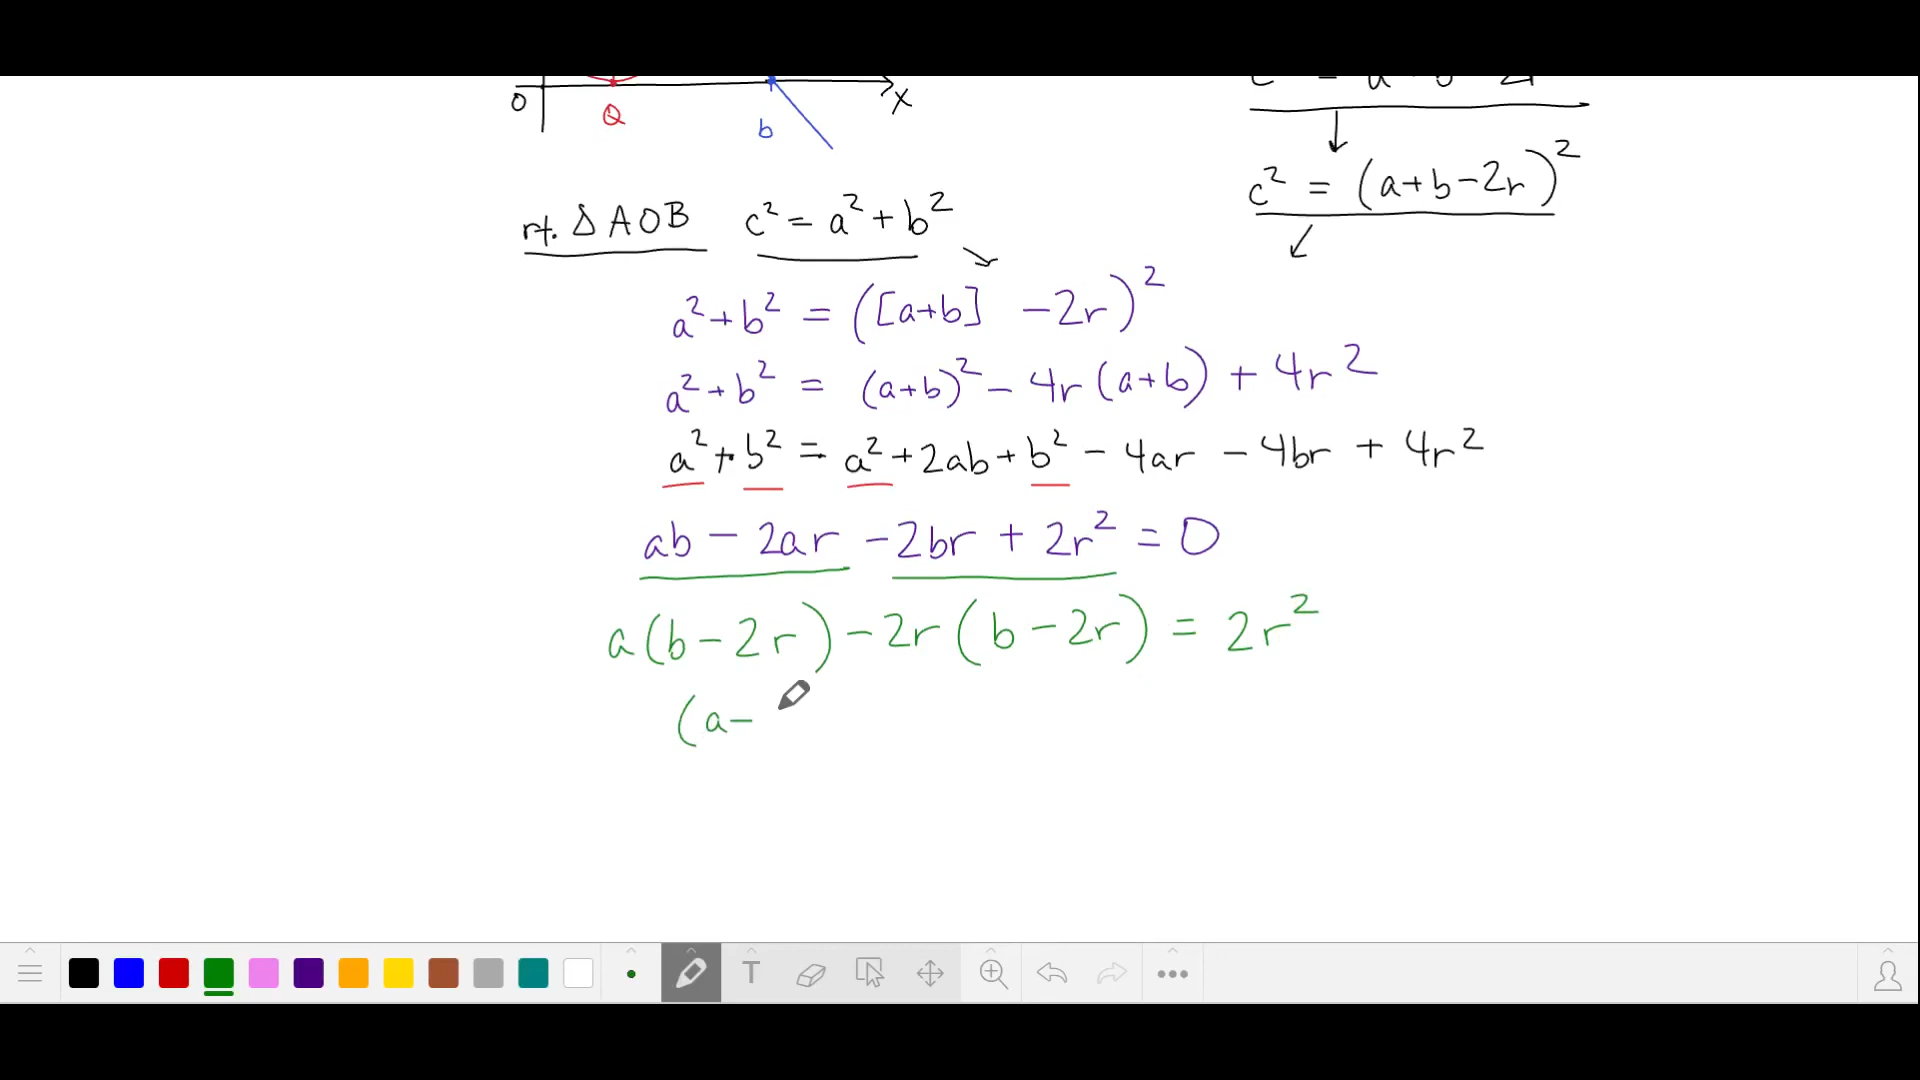 O
Q
b
x
c² = (a+b-2r)²
rt. △AOB c² = a² + b²
a² + b² = ([a+b] - 2r)²
a² + b² = (a+b)² - 4r(a+b) + 4r²
a² + b² = a² + 2ab + b² - 4ar - 4br + 4r²
ab - 2ar - 2br + 2r² = 0
a(b - 2r) - 2r(b - 2r) = 2r²
(a-
T